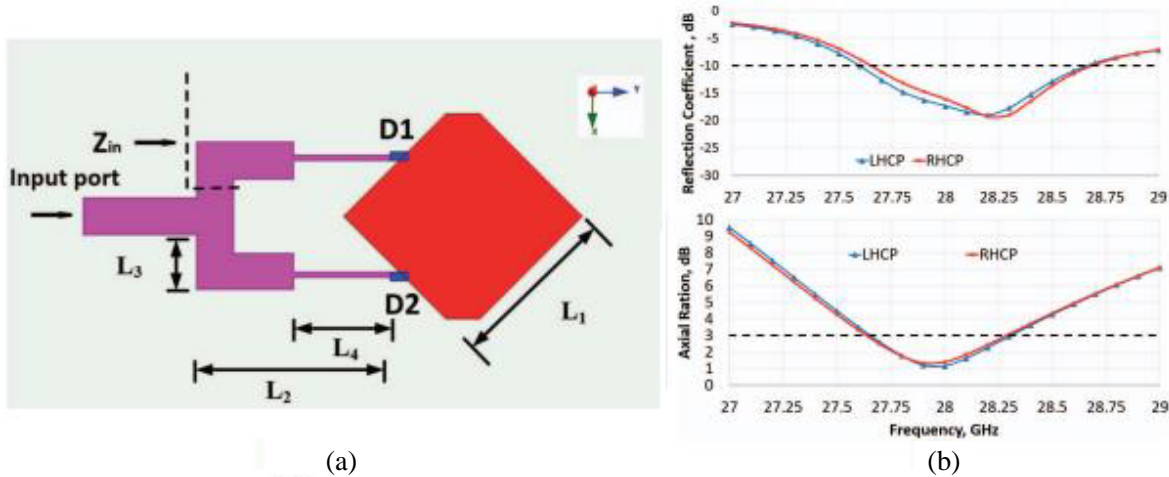 Input port
Zin
D1
D2
L3
L4
L2
L1
Y
X
(a)
Reflection Coefficient , dB
0
-5
-10
-15
-20
-25
-30
LHCP RHCP
27 27.25 27.5 27.75 28 28.25 28.5 28.75 29
Axial Ration, dB
10
9
8
7
6
5
4
3
2
1
0
LHCP RHCP
27 27.25 27.5 27.75 28 28.25 28.5 28.75 29
Frequency, GHz
(b)